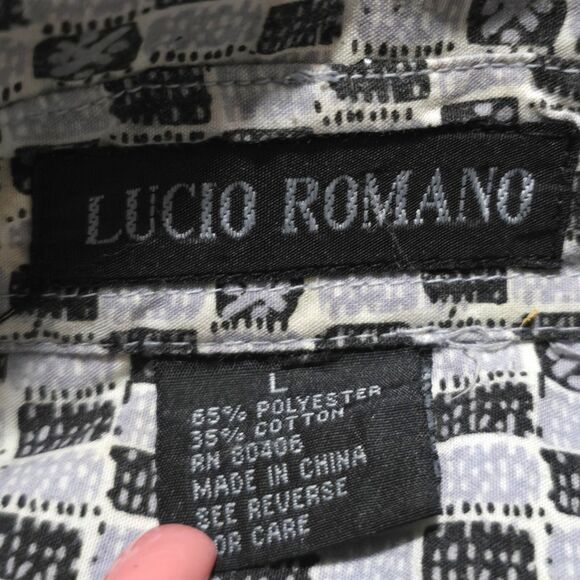 LUCIO ROMANO
L
65% POLYESTER
35% COTTON
RN 80406
MADE IN CHINA
SEE REVERSE
FOR CARE